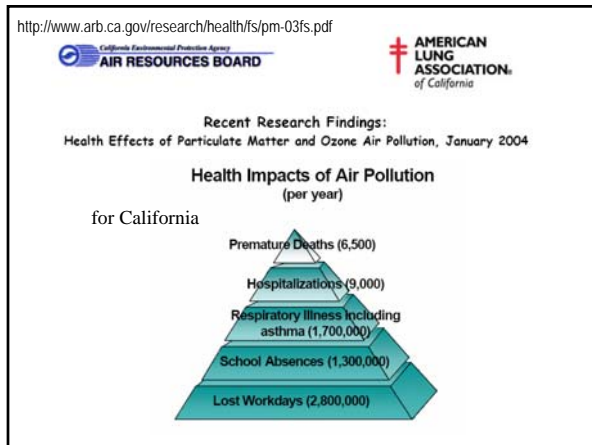 http://www.arb.ca.gov/research/health/fs/pm-03fs.pdf
California Environmental Protection Agency
AIR RESOURCES BOARD
AMERICAN
LUNG
ASSOCIATION®
of California
Recent Research Findings:
Health Effects of Particulate Matter and Ozone Air Pollution, January 2004
Health Impacts of Air Pollution
(per year)
for California
Premature Deaths (6,500)
Hospitalizations (9,000)
Respiratory Illness including
asthma (1,700,000)
School Absences (1,300,000)
Lost Workdays (2,800,000)